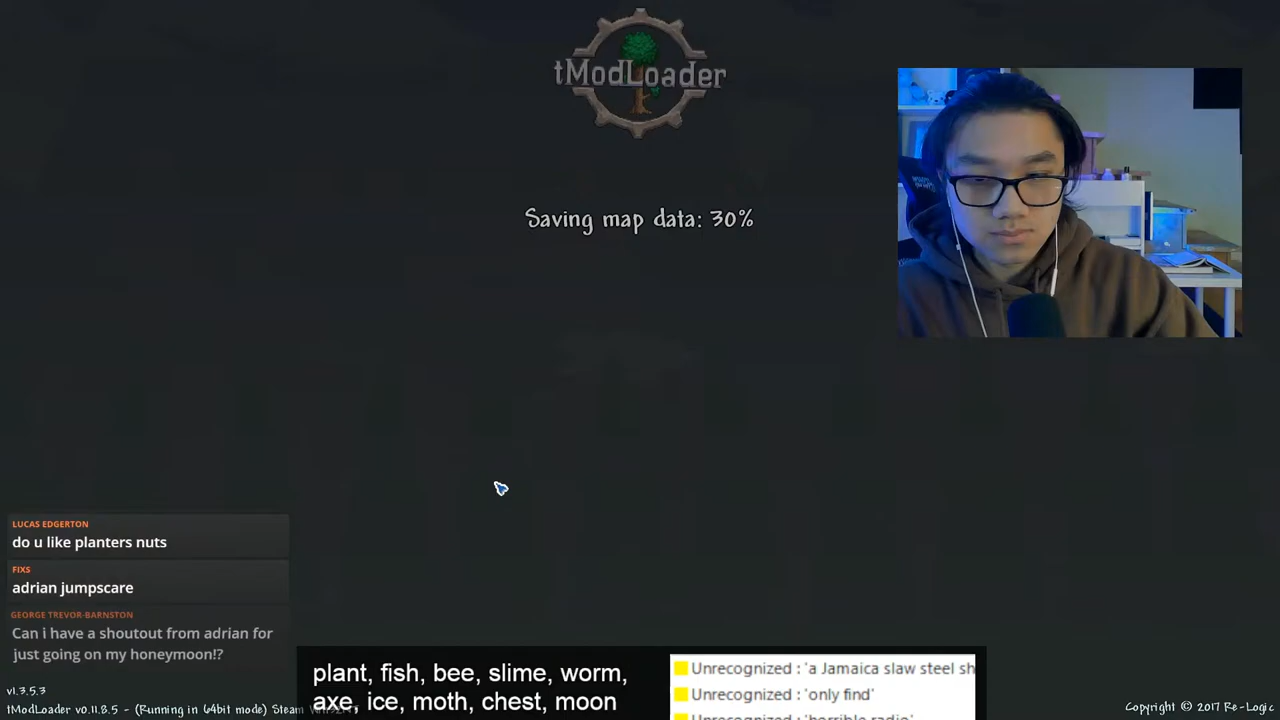 tModLoader
Saving map data: 30%
LUCAS EDGERTON
do u like planters nuts
FIXS
adrian jumpscare
GEORGE TREVOR-BARNSTON
Can i have a shoutout from adrian for
just going on my honeymoon!?
plant, fish, bee, slime, worm,
axe, ice, moth, chest, moon
Unrecognized : 'a Jamaica slaw steel sh
Unrecognized : 'only find'
Unrecognized : 'horrible radio'
v1.3.5.3
tModLoader v0.11.8.5 - (Running in 64bit mode) Steam
Copyright © 2017 Re-Logic